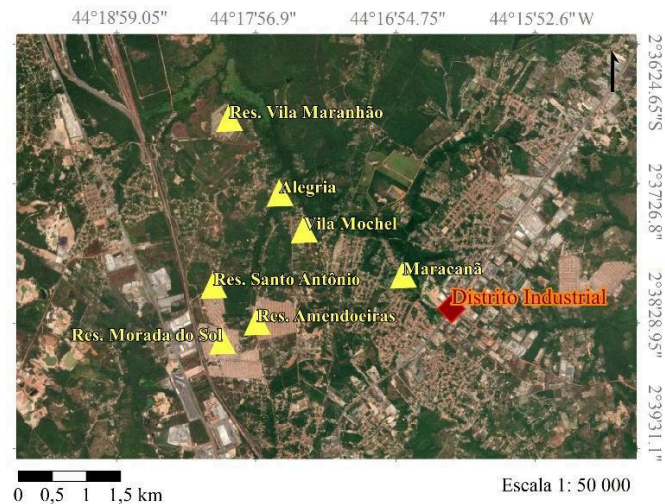 44°18'59.05" 44°17'56.9" 44°16'54.75" 44°15'52.6"W
2°36'24.65"S
Res. Vila Maranhão
2°37'26.8"
Alegria
Vila Mochel
Maracanã
Res. Santo Antônio
Distrito Industrial
2°38'28.95"
Res. Amendoeiras
Res. Morada do Sol
2°39'31.1"
0 0,5 1 1,5 km
Escala 1: 50 000